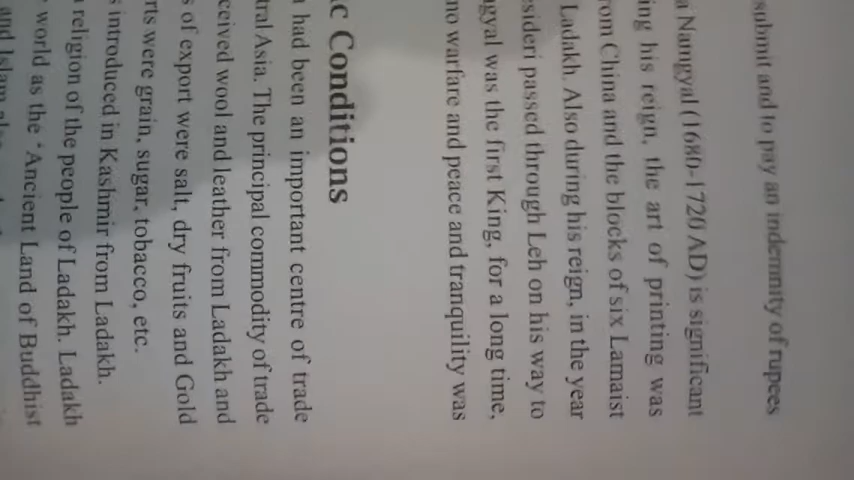 submit and to pay an indemnity of rupees
a Namgyal (1680-1720 AD) is significant
ing his reign, the art of printing was
rom China and the blocks of six Lamaist
Ladakh. Also during his reign, in the year
esideri passed through Leh on his way to
gyal was the first King, for a long time,
no warfare and peace and tranquility was
ic Conditions
had been an important centre of trade
tral Asia. The principal commodity of trade
ceived wool and leather from Ladakh and
s of export were salt, dry fruits and Gold
rts were grain, sugar, tobacco, etc.
s introduced in Kashmir from Ladakh.
religion of the people of Ladakh. Ladakh
world as the "Ancient Land of Buddhist
and Islam also